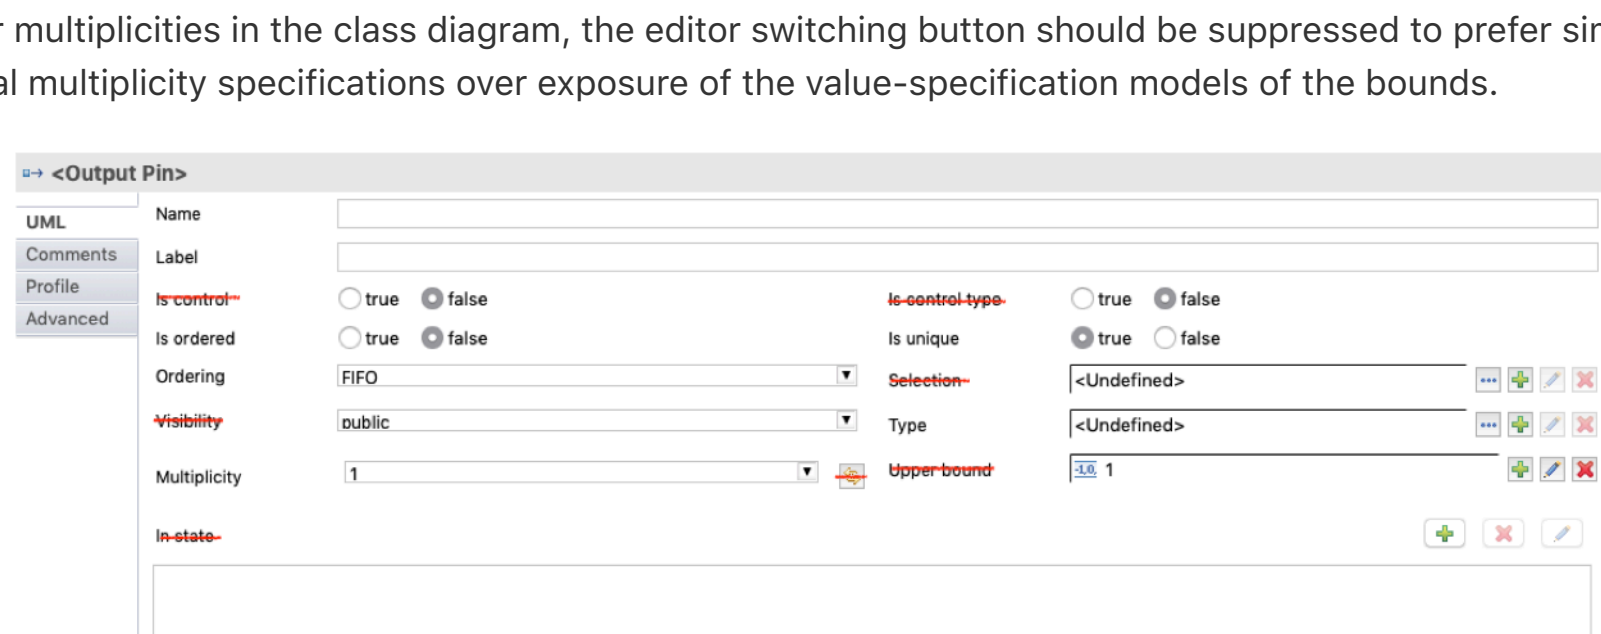 r multiplicities in the class diagram, the editor switching button should be suppressed to prefer sin
al multiplicity specifications over exposure of the value-specification models of the bounds.
<Output Pin>
UML
Comments
Profile
Advanced
Name
Label
Is control true false Is control type true false
Is ordered true false Is unique true false
Ordering FIFO Selection <Undefined>
Visibility public Type <Undefined>
Multiplicity 1 Upper bound -1,0, 1
In state